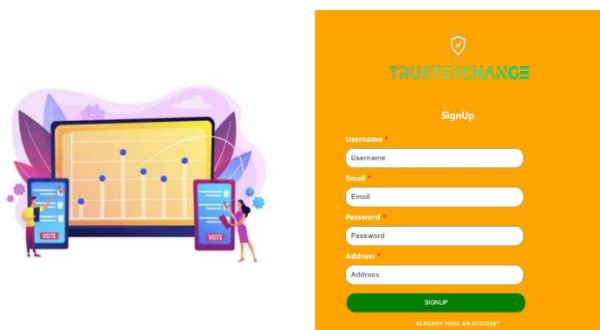 VOTE
VOTE
TRUSTEXCHANGE
SignUp
Username *
Username
Email *
Email
Password *
Password
Address *
Address
SIGNUP
ALREADY HAVE AN ACCOUNT